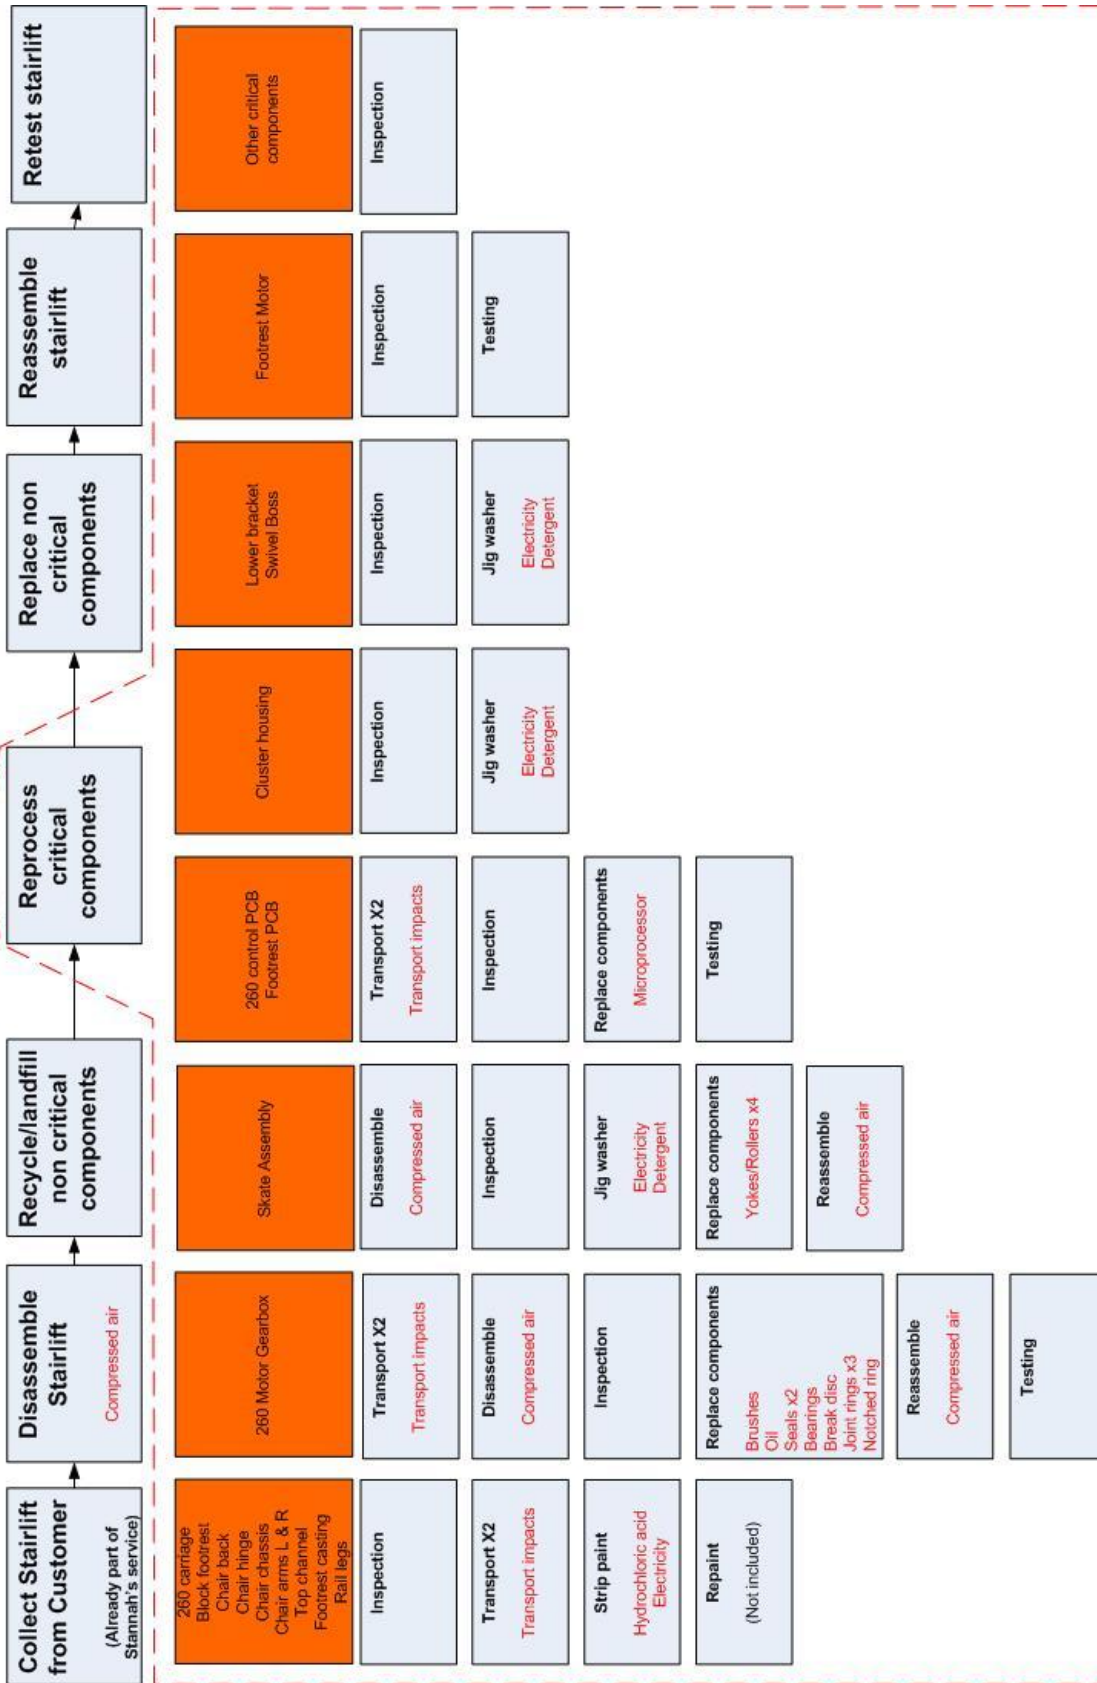 Collect Stairlift
from Customer
(Already part of
Stannah's service)
Disassemble
Stairlift
Compressed air
Recycle/landfill
non critical
components
Reprocess
critical
components
Replace non
critical
components
Reassemble
stairlift
Retest stairlift
260 carriage
Block footrest
Chair back
Chair hinge
Chair chassis
Chair arms L & R
Top channel
Footrest casting
Rail legs
Inspection
Transport X2
Transport impacts
Strip paint
Hydrochloric acid
Electricity
Repaint
(Not included)
260 Motor Gearbox
Transport X2
Transport impacts
Disassemble
Compressed air
Inspection
Replace components
Brushes
Oil
Seals x2
Bearings
Break disc
Joint rings x3
Notched ring
Reassemble
Compressed air
Testing
Skate Assembly
Disassemble
Compressed air
Inspection
Jig washer
Electricity
Detergent
Replace components
Yokes/Rollers x4
Reassemble
Compressed air
260 control PCB
Footrest PCB
Transport X2
Transport impacts
Inspection
Replace components
Microprocessor
Testing
Cluster housing
Inspection
Jig washer
Electricity
Detergent
Lower bracket
Swivel Boss
Inspection
Jig washer
Electricity
Detergent
Footrest Motor
Inspection
Testing
Other critical
components
Inspection